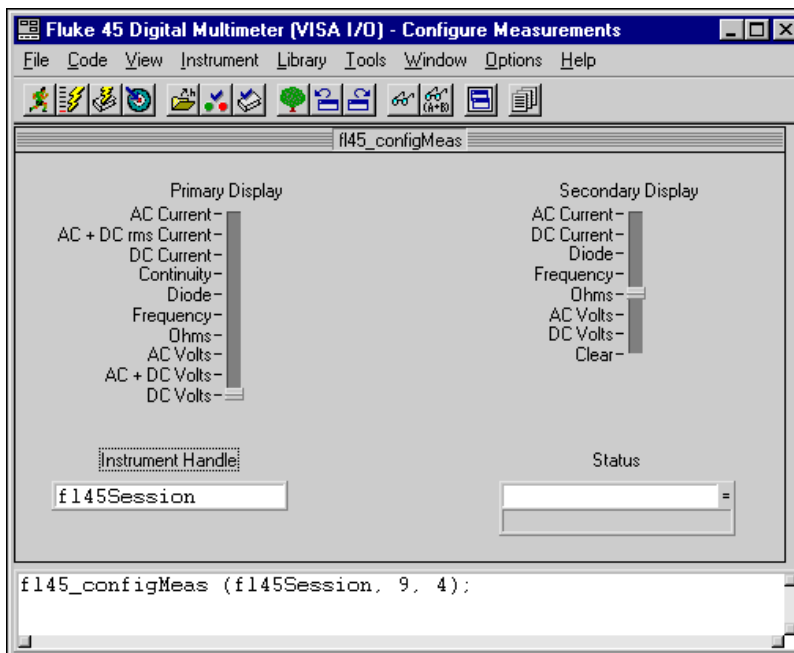 Fluke 45 Digital Multimeter (VISA I/O) - Configure Measurements
File Code View Instrument Library Tools Window Options Help
(A+B)
fl45_configMeas
Primary Display
AC Current
AC + DC rms Current
DC Current
Continuity
Diode
Frequency
Ohms
AC Volts
AC + DC Volts
DC Volts
Secondary Display
AC Current
DC Current
Diode
Frequency
Ohms
AC Volts
DC Volts
Clear
Instrument Handle
fl45Session
Status
=
fl45_configMeas (fl45Session, 9, 4);